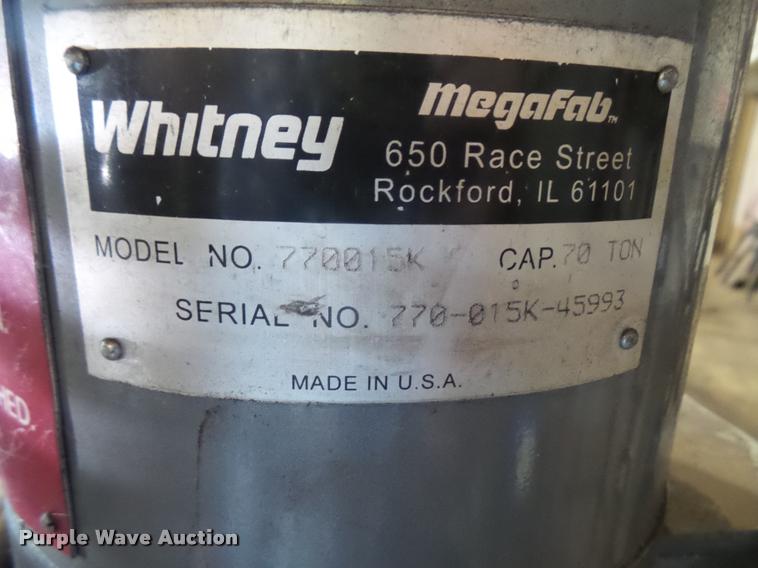 Whitney MegaFab™
650 Race Street
Rockford, IL 61101
MODEL NO. 770015K CAP. 70 TON
SERIAL NO. 770-015K-45993
MADE IN U.S.A.
Purple Wave Auction